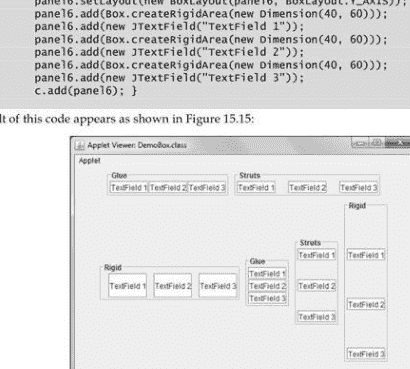 panel6.setLayout(new BoxLayout(panel6, BoxLayout.Y_AXIS));
panel6.add(Box.createRigidArea(new Dimension(40, 60)));
panel6.add(new JTextField("TextField 1"));
panel6.add(Box.createRigidArea(new Dimension(40, 60)));
panel6.add(new JTextField("TextField 2"));
panel6.add(Box.createRigidArea(new Dimension(40, 60)));
panel6.add(new JTextField("TextField 3"));
c.add(panel6); }
lt of this code appears as shown in Figure 15.15:
Applet Viewer: DemoBox.class
Applet
Glue
TextField 1 TextField 2 TextField 3
Struts
TextField 1 TextField 2 TextField 3
Rigid
TextField 1
TextField 2
TextField 3
Struts
TextField 1
TextField 2
TextField 3
Glue
TextField 1
TextField 2
TextField 3
Rigid
TextField 1 TextField 2 TextField 3